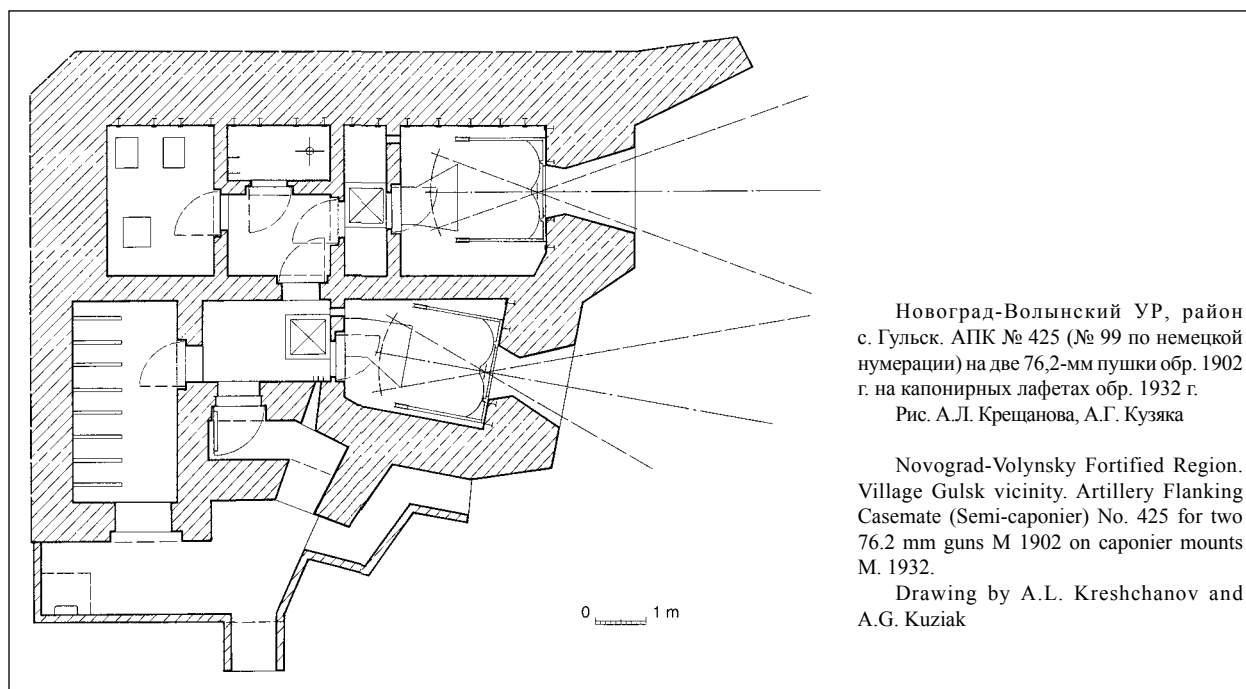 Новоград-Волынский УР, район
с. Гульск. АПК № 425 (№ 99 по немецкой
нумерации) на две 76,2-мм пушки обр. 1902
г. на капонирных лафетах обр. 1932 г.
Рис. А.Л. Крещанова, А.Г. Кузяка
Novograd-Volynsky Fortified Region.
Village Gulsk vicinity. Artillery Flanking
Casemate (Semi-caponier) No. 425 for two
76.2 mm guns M 1902 on caponier mounts
M. 1932.
Drawing by A.L. Kreshchanov and
A.G. Kuziak
0 1 m